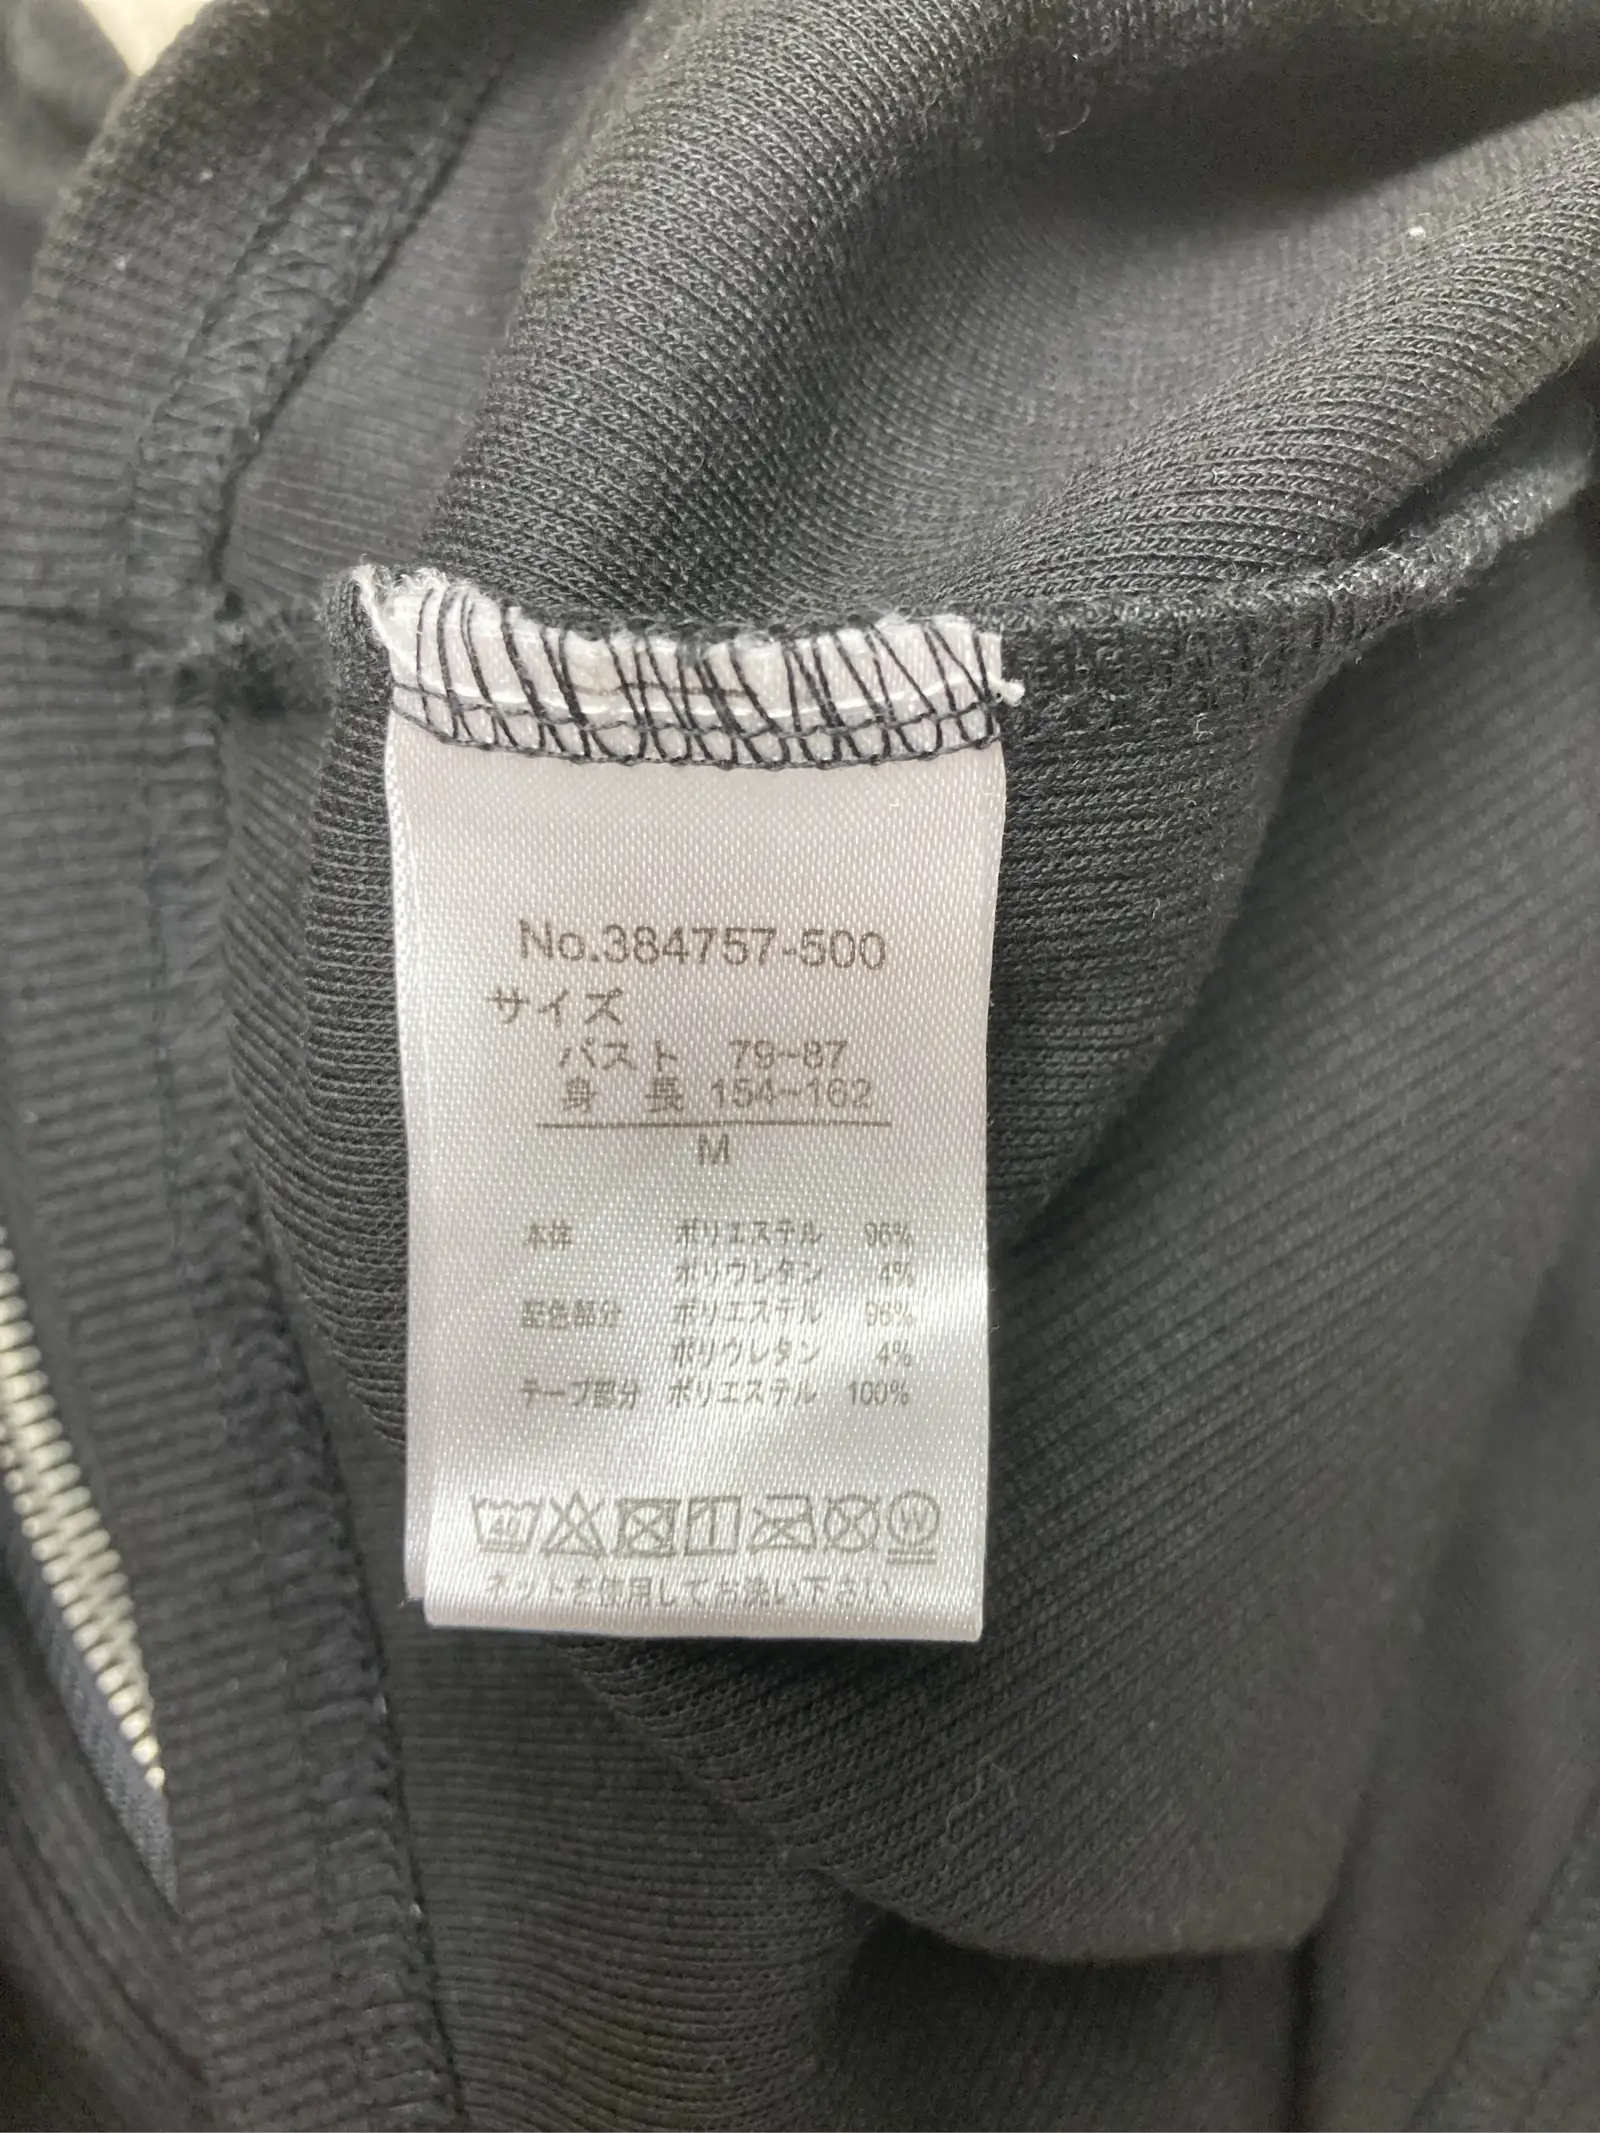 No.384757-500
サイズ
バスト 79~87
身 長 154~162
M
本体 ポリエステル 96%
ポリウレタン 4%
配色部分 ポリエステル 96%
ポリウレタン 4%
テープ部分 ポリエステル 100%
40
W
ネットを使用してお洗い下さい。